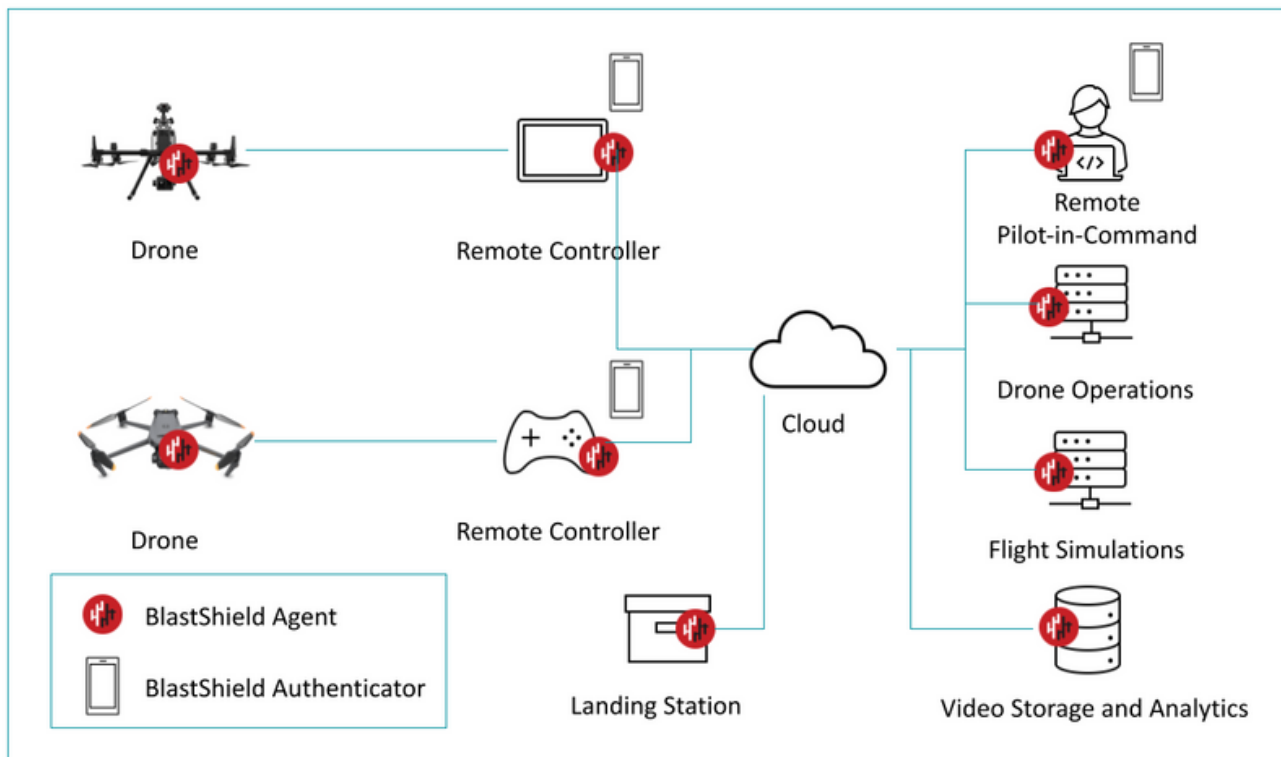 Drone
Remote Controller
Remote
Pilot-in-Command
Drone Operations
Cloud
Drone
Remote Controller
Flight Simulations
BlastShield Agent
BlastShield Authenticator
Landing Station
Video Storage and Analytics